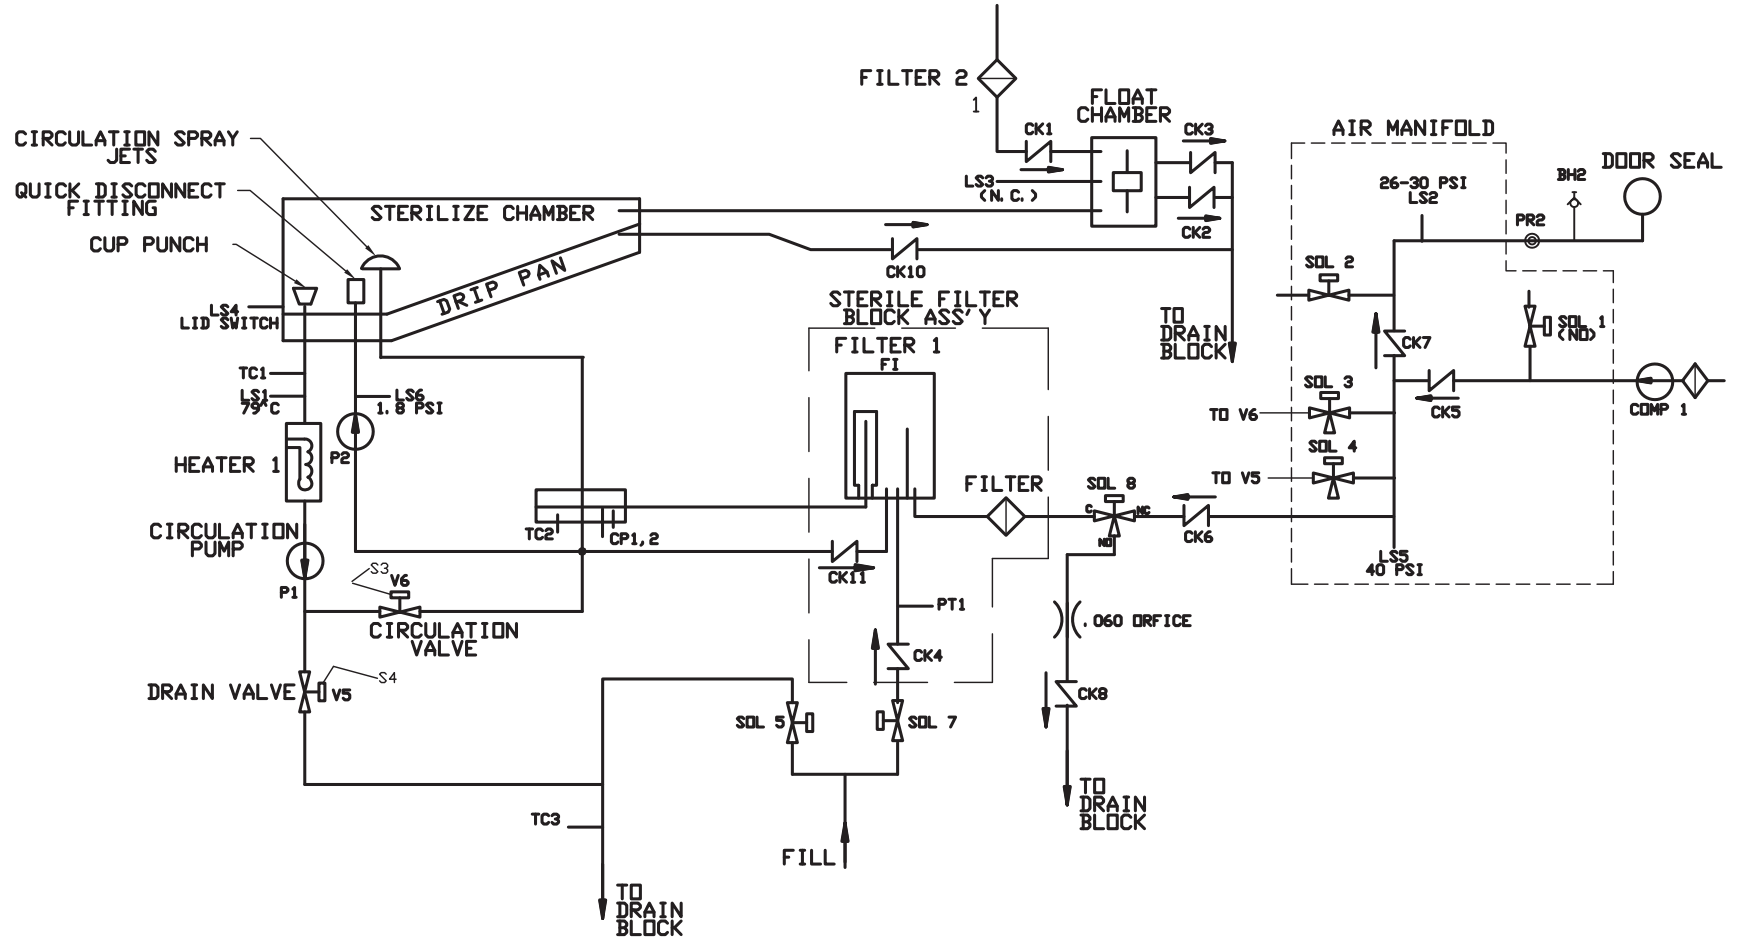 FILTER 2
1
FLOAT
CHAMBER
CK1
CK3
LS3
(N.C.)
CK2
CIRCULATION SPRAY
JETS
QUICK DISCONNECT
FITTING
CUP PUNCH
STERILIZE CHAMBER
DRIP PAN
LS4
LID SWITCH
CK10
TO
DRAIN
BLOCK
AIR MANIFOLD
DOOR SEAL
26-30 PSI
LS2
BH2
PR2
SOL 2
SOL 1
(NO)
CK7
SOL 3
TO V6
CK5
COMP 1
SOL 4
TO V5
LS5
40 PSI
STERILE FILTER
BLOCK ASS'Y
FILTER 1
FI
TC1
LS1
79°C
LS6
1.8 PSI
HEATER 1
P2
CIRCULATION
PUMP
P1
TC2
CP1,2
CK11
FILTER
SOL 8
C
NC
NO
CK6
S3
V6
CIRCULATION
VALVE
PT1
.060 ORFICE
CK4
CK8
DRAIN VALVE
V5
S4
SOL 5
SOL 7
TO
DRAIN
BLOCK
TC3
FILL
TO
DRAIN
BLOCK